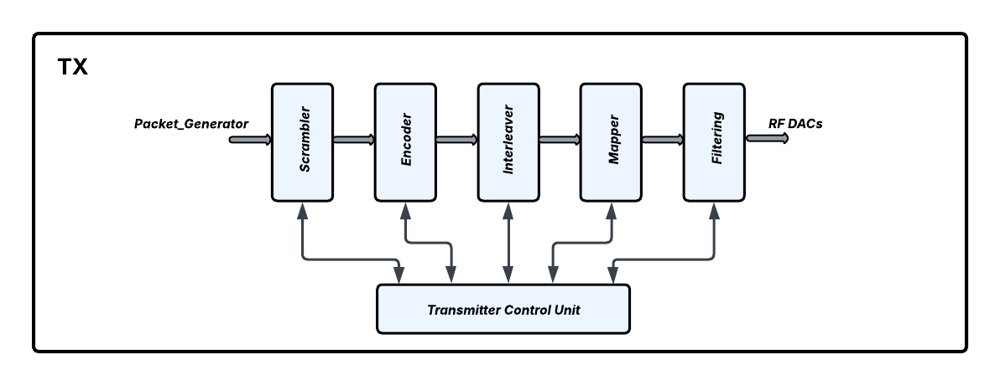 TX
Packet_Generator
Scrambler
Encoder
Interleaver
Mapper
Filtering
RF DACs
Transmitter Control Unit